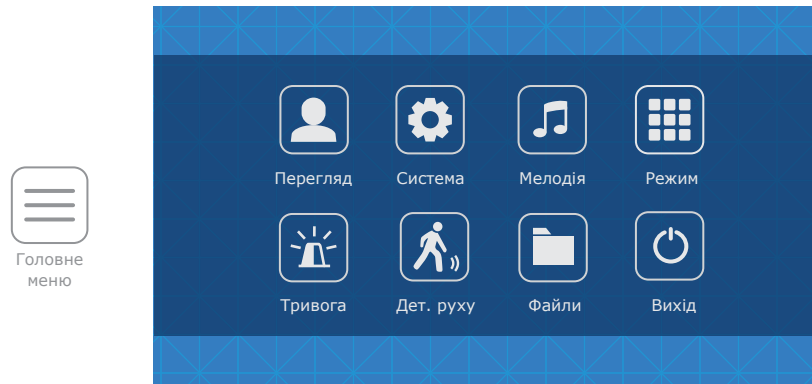 Перегляд
Система
Мелодія
Режим
Головне
меню
Тривога
Дет. руху
Файли
Вихід